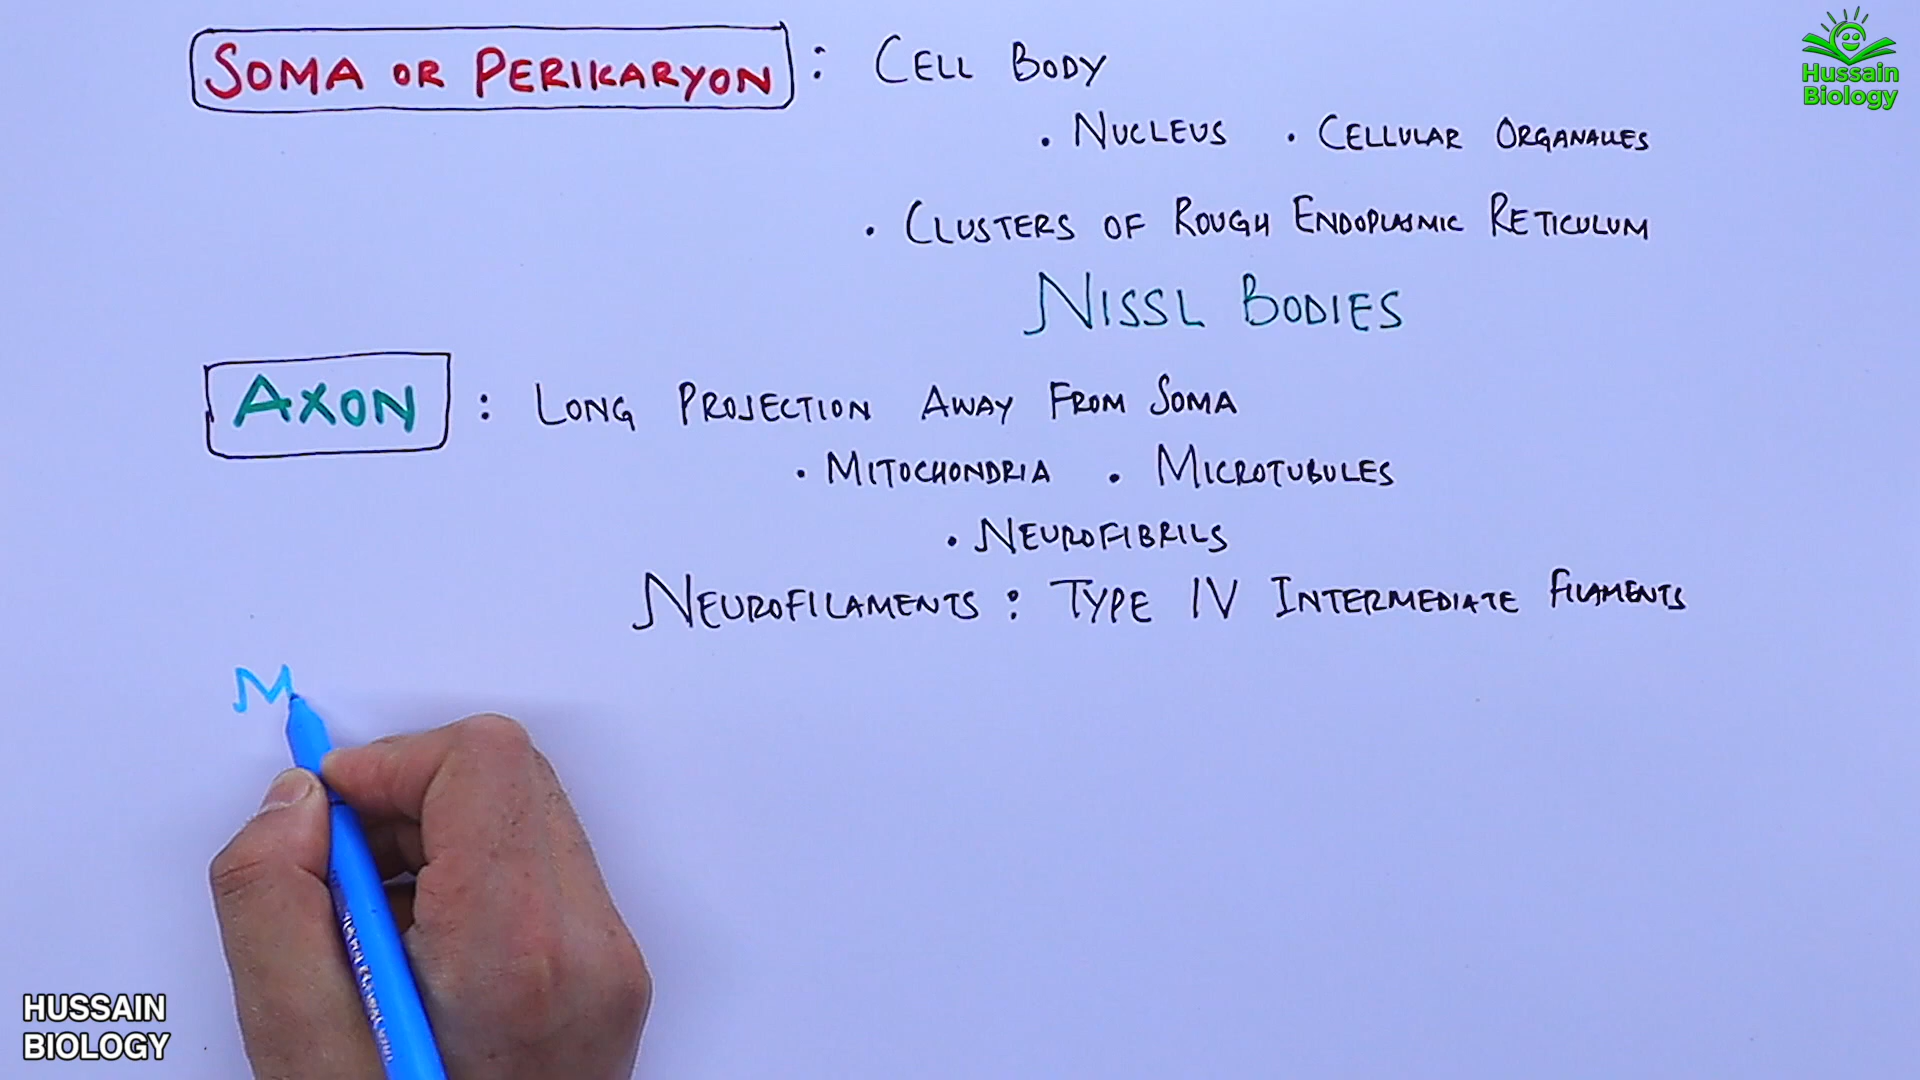 SOMA OR PERIKARYON : CELL BODY
• NUCLEUS • CELLULAR ORGANALLES
• CLUSTERS OF ROUGH ENDOPLASMIC RETICULUM
NISSL BODIES
AXON : LONG PROJECTION AWAY FROM SOMA
• MITOCHONDRIA • MICROTUBULES
• NEUROFIBRILS
NEUROFILAMENTS : TYPE IV INTERMEDIATE FILAMENTS
M
Hussain
Biology
HUSSAIN
BIOLOGY